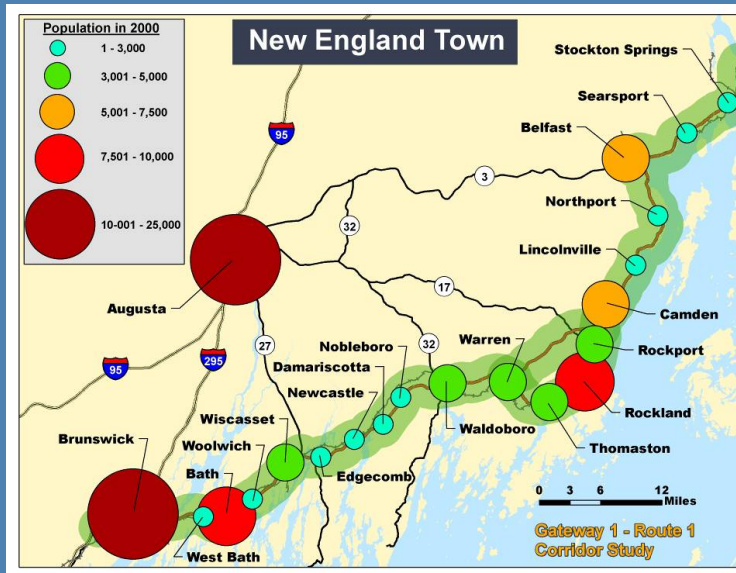 New England Town
Population in 2000
1 - 3,000
3,001 - 5,000
5,001 - 7,500
7,501 - 10,000
10-001 - 25,000
Stockton Springs
Searsport
Belfast
95
3
Northport
32
Lincolnville
17
Augusta
Camden
27
32
Nobleboro
Warren
Rockport
95
295
Damariscotta
Newcastle
Rockland
Wiscasset
Waldoboro
Brunswick
Woolwich
Thomaston
Bath
Edgecomb
0 3 6 12
Miles
Gateway 1 - Route 1
Corridor Study
West Bath